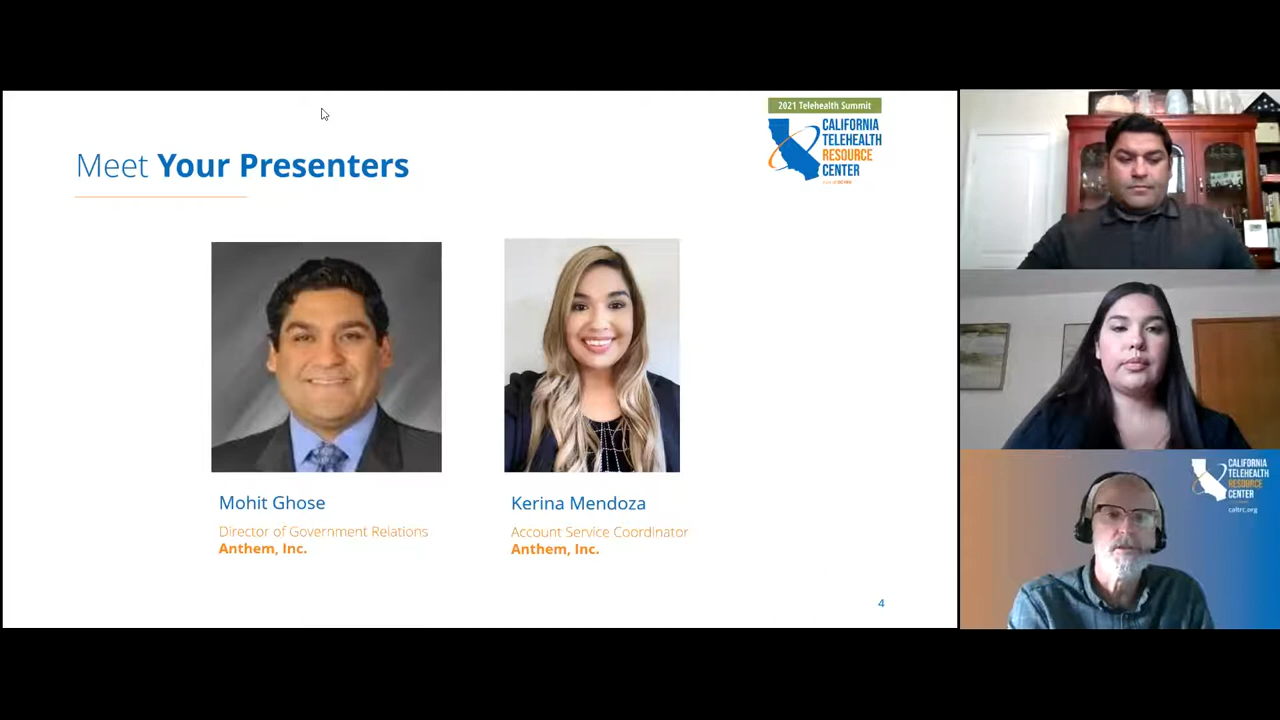 2021 Telehealth Summit
CALIFORNIA
TELEHEALTH
RESOURCE
CENTER
Meet Your Presenters
Mohit Ghose
Director of Government Relations
Anthem, Inc.
Kerina Mendoza
Account Service Coordinator
Anthem, Inc.
4
CALIFORNIA
TELEHEALTH
RESOURCE
CENTER
caltrc.org